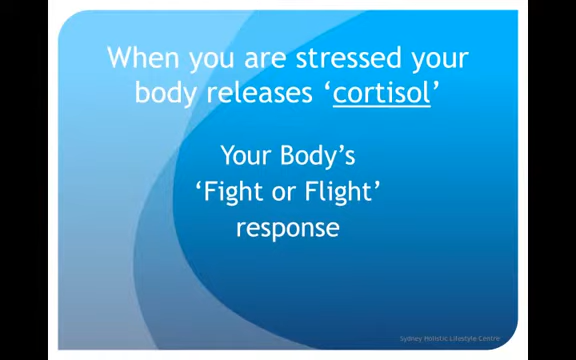 When you are stressed your
body releases ‘cortisol’
Your Body’s
‘Fight or Flight’
response
Sydney Holistic Lifestyle Centre